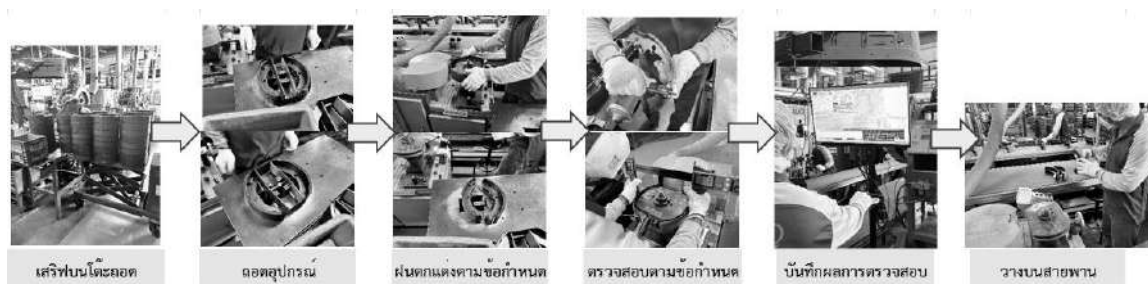 เสริฟบนโต๊ะถอด
ถอดอุปกรณ์
ฝนตกแต่งตามข้อกำหนด
ตรวจสอบตามข้อกำหนด
บันทึกผลการตรวจสอบ
วางบนสายพาน